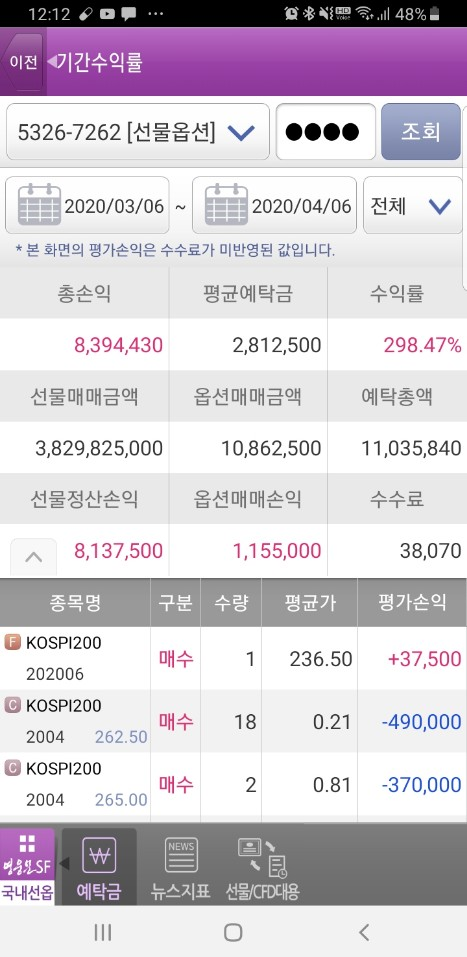 12:12 48%
이전 기간수익률
5326-7262 [선물옵션] ●●●● 조회
2020/03/06 ~ 2020/04/06 전체
* 본 화면의 평가손익은 수수료가 미반영된 값입니다.
총손익 평균예탁금 수익률
8,394,430 2,812,500 298.47%
선물매매금액 옵션매매금액 예탁총액
3,829,825,000 10,862,500 11,035,840
선물정산손익 옵션매매손익 수수료
8,137,500 1,155,000 38,070
종목명 구분 수량 평균가 평가손익
F KOSPI200
202006 매수 1 236.50 +37,500
C KOSPI200
2004 262.50 매수 18 0.21 -490,000
C KOSPI200
2004 265.00 매수 2 0.81 -370,000
영웅문SF ₩ NEWS
국내선옵 예탁금 뉴스지표 선물/CFD대용